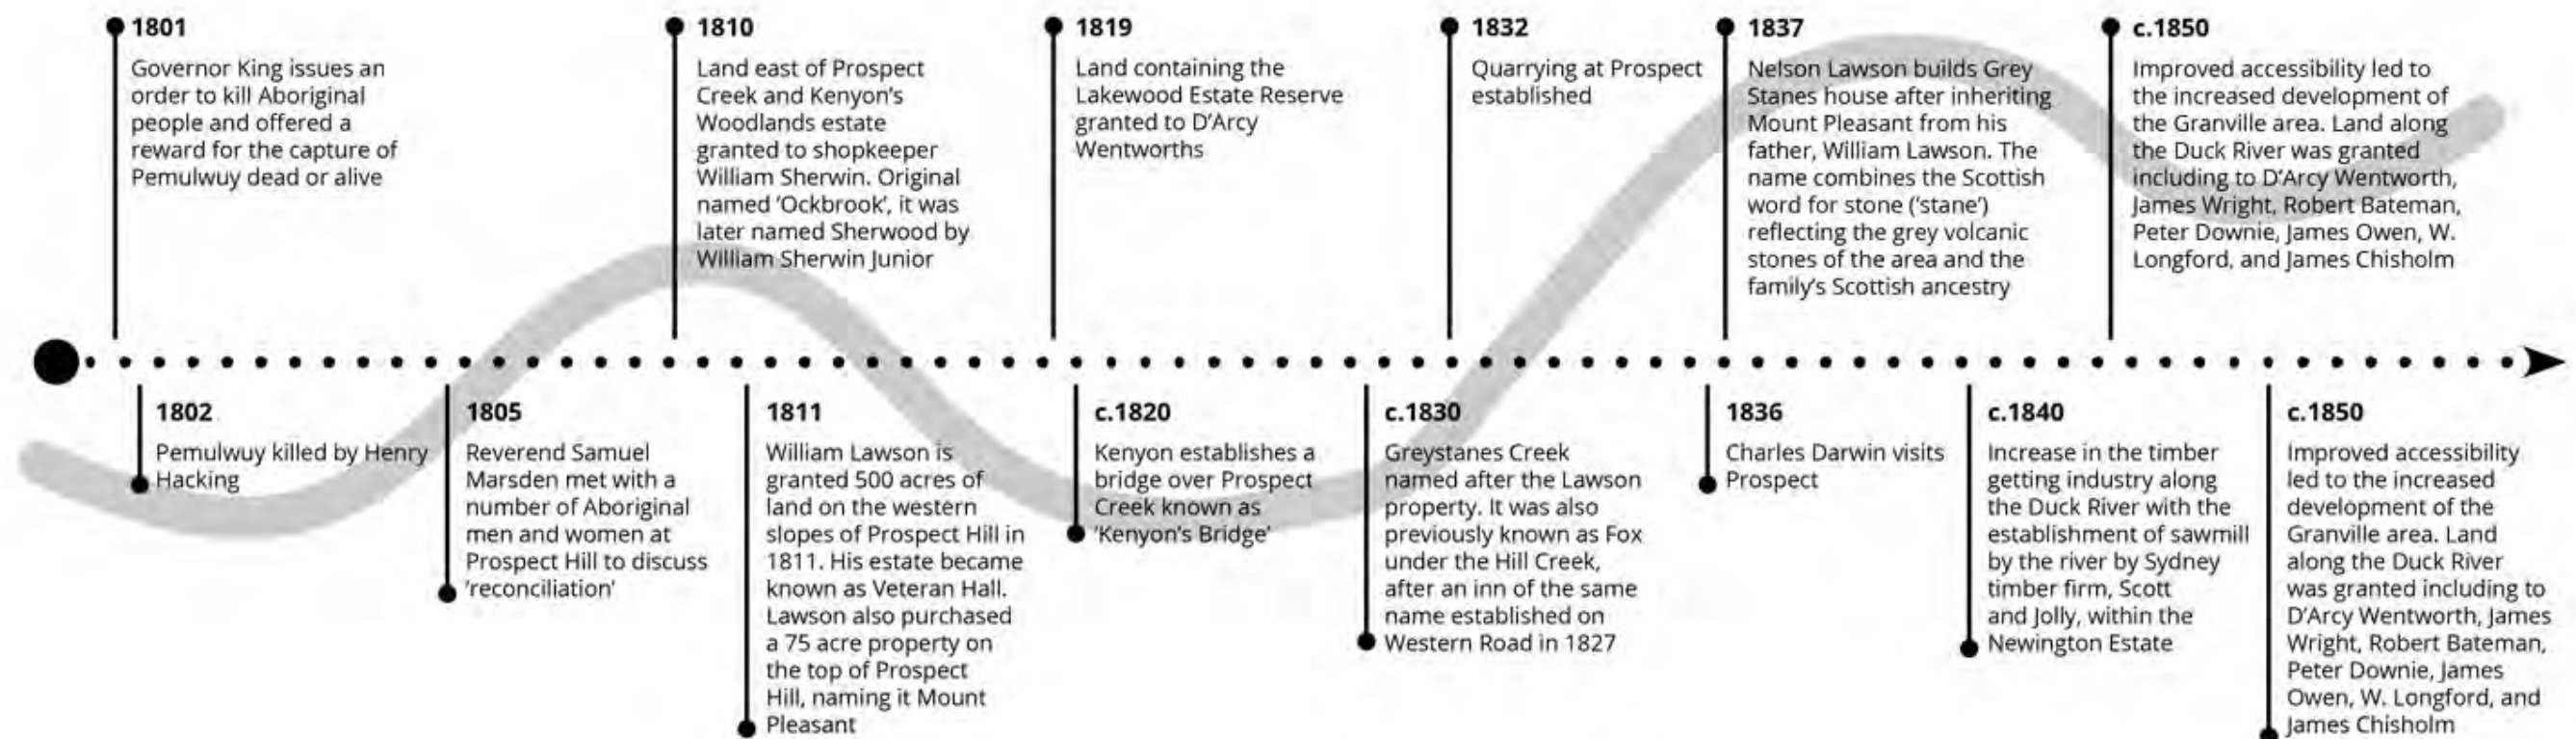 1801
Governor King issues an
order to kill Aboriginal
people and offered a
reward for the capture of
Pemulwuy dead or alive
1810
Land east of Prospect
Creek and Kenyon's
Woodlands estate
granted to shopkeeper
William Sherwin. Original
named 'Ockbrook', it was
later named Sherwood by
William Sherwin Junior
1819
Land containing the
Lakewood Estate Reserve
granted to D'Arcy
Wentworths
1832
Quarrying at Prospect
established
1837
Nelson Lawson builds Grey
Stanes house after inheriting
Mount Pleasant from his
father, William Lawson. The
name combines the Scottish
word for stone ('stane')
reflecting the grey volcanic
stones of the area and the
family's Scottish ancestry
c.1850
Improved accessibility led to
the increased development of
the Granville area. Land along
the Duck River was granted
including to D'Arcy Wentworth,
James Wright, Robert Bateman,
Peter Downie, James Owen, W.
Longford, and James Chisholm
1802
Pemulwuy killed by Henry
Hacking
1805
Reverend Samuel
Marsden met with a
number of Aboriginal
men and women at
Prospect Hill to discuss
'reconciliation'
1811
William Lawson is
granted 500 acres of
land on the western
slopes of Prospect Hill in
1811. His estate became
known as Veteran Hall.
Lawson also purchased
a 75 acre property on
the top of Prospect
Hill, naming it Mount
Pleasant
c.1820
Kenyon establishes a
bridge over Prospect
Creek known as
'Kenyon's Bridge'
c.1830
Greystanes Creek
named after the Lawson
property. It was also
previously known as Fox
under the Hill Creek,
after an inn of the same
name established on
Western Road in 1827
1836
Charles Darwin visits
Prospect
c.1840
Increase in the timber
getting industry along
the Duck River with the
establishment of sawmill
by the river by Sydney
timber firm, Scott
and Jolly, within the
Newington Estate
c.1850
Improved accessibility
led to the increased
development of the
Granville area. Land
along the Duck River
was granted including to
D'Arcy Wentworth, James
Wright, Robert Bateman,
Peter Downie, James
Owen, W. Longford, and
James Chisholm